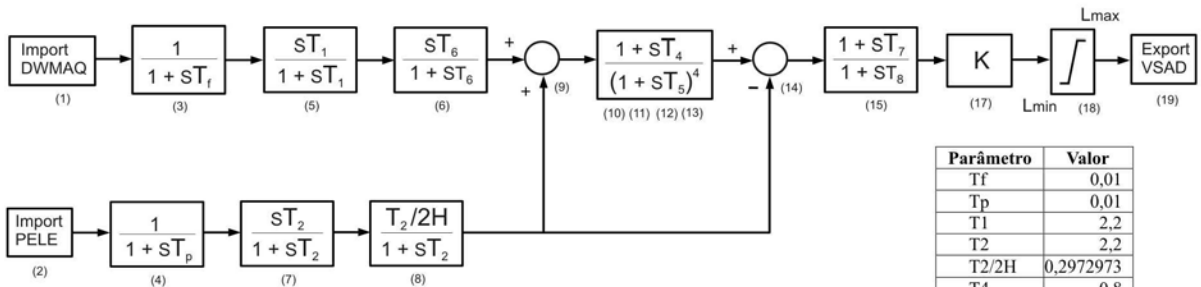 Import DWMAQ
(1)
1
1 + sTf
(3)
sT1
1 + sT1
(5)
sT6
1 + sT6
(6)
+
+
(9)
1 + sT4
(1 + sT5)4
(10) (11) (12) (13)
+
−
(14)
1 + sT7
1 + sT8
(15)
K
(17)
Lmax
Lmin
(18)
Export VSAD
(19)
Import PELE
(2)
1
1 + sTp
(4)
sT2
1 + sT2
(7)
T2/2H
1 + sT2
(8)
Parâmetro Valor
Tf 0,01
Tp 0,01
T1 2,2
T2 2,2
T2/2H 0,2972973
T4 0,8